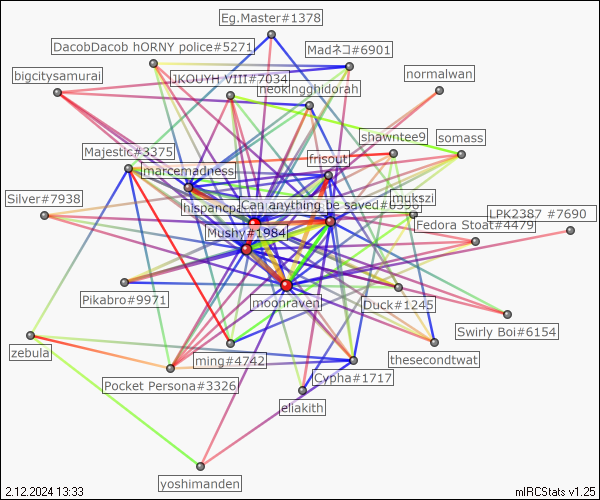 Eg.Master#1378
DacobDacob hORNY police#5271
Madネコ#6901
bigcitysamurai
JKOUYH VIII#7034
normalwan
neokingghidorah
shawntee9
somass
Majestic#3375
frisout
marcemadness
Silver#7938
mukszi
Can anything be saved#0398
LPK2387 #7690
Fedora Stoat#4479
Mushy#1984
Pikabro#9971
moonraven
Duck#1245
Swirly Boi#6154
zebula
ming#4742
thesecondtwat
Pocket Persona#3326
Cypha#1717
eliakith
yoshimanden
2.12.2024 13:33
mIRCStats v1.25